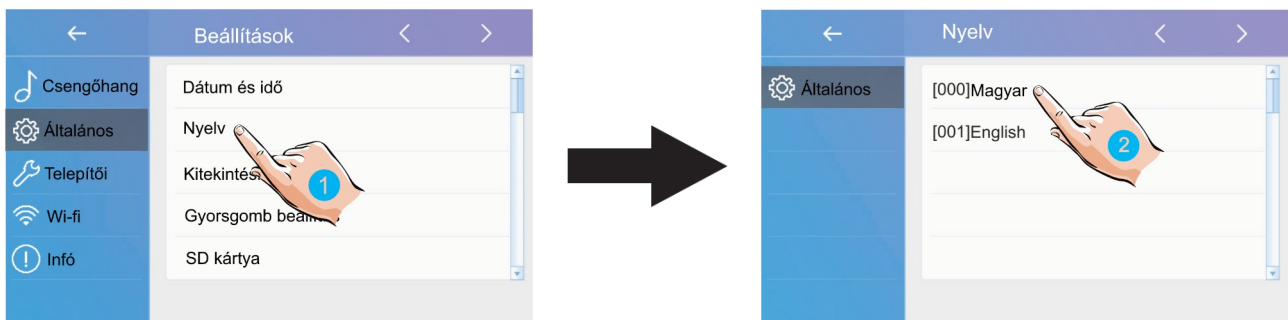 Beállítások
Csengőhang
Általános
Telepítői
Wi-fi
Infó
Dátum és idő
Nyelv
Gyorsgomb
SD kártya
1
Nyelv
Általános
[000]Magyar
[001]English
2